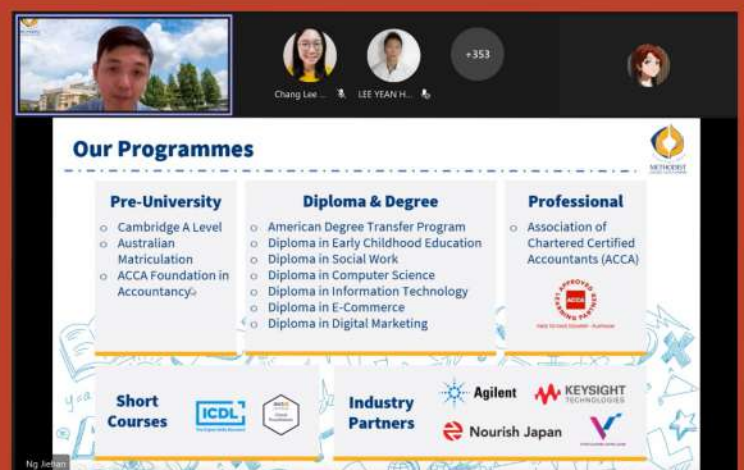 +353
Chang Lee ...
LEE YEAN H...
Our Programmes
METHODIST
Pre-University
o Cambridge A Level
o Australian
Matriculation
o ACCA Foundation in
Accountancy
Diploma & Degree
o American Degree Transfer Program
o Diploma in Early Childhood Education
o Diploma in Social Work
o Diploma in Computer Science
o Diploma in Information Technology
o Diploma in E-Commerce
o Diploma in Digital Marketing
Professional
o Association of
Chartered Certified
Accountants (ACCA)
APPROVED
ACCA
LEARNING PARTNER
Short
Courses
ICDL
Industry
Partners
Agilent
KEYSIGHT
TECHNOLOGIES
Nourish Japan
Ng JieHan